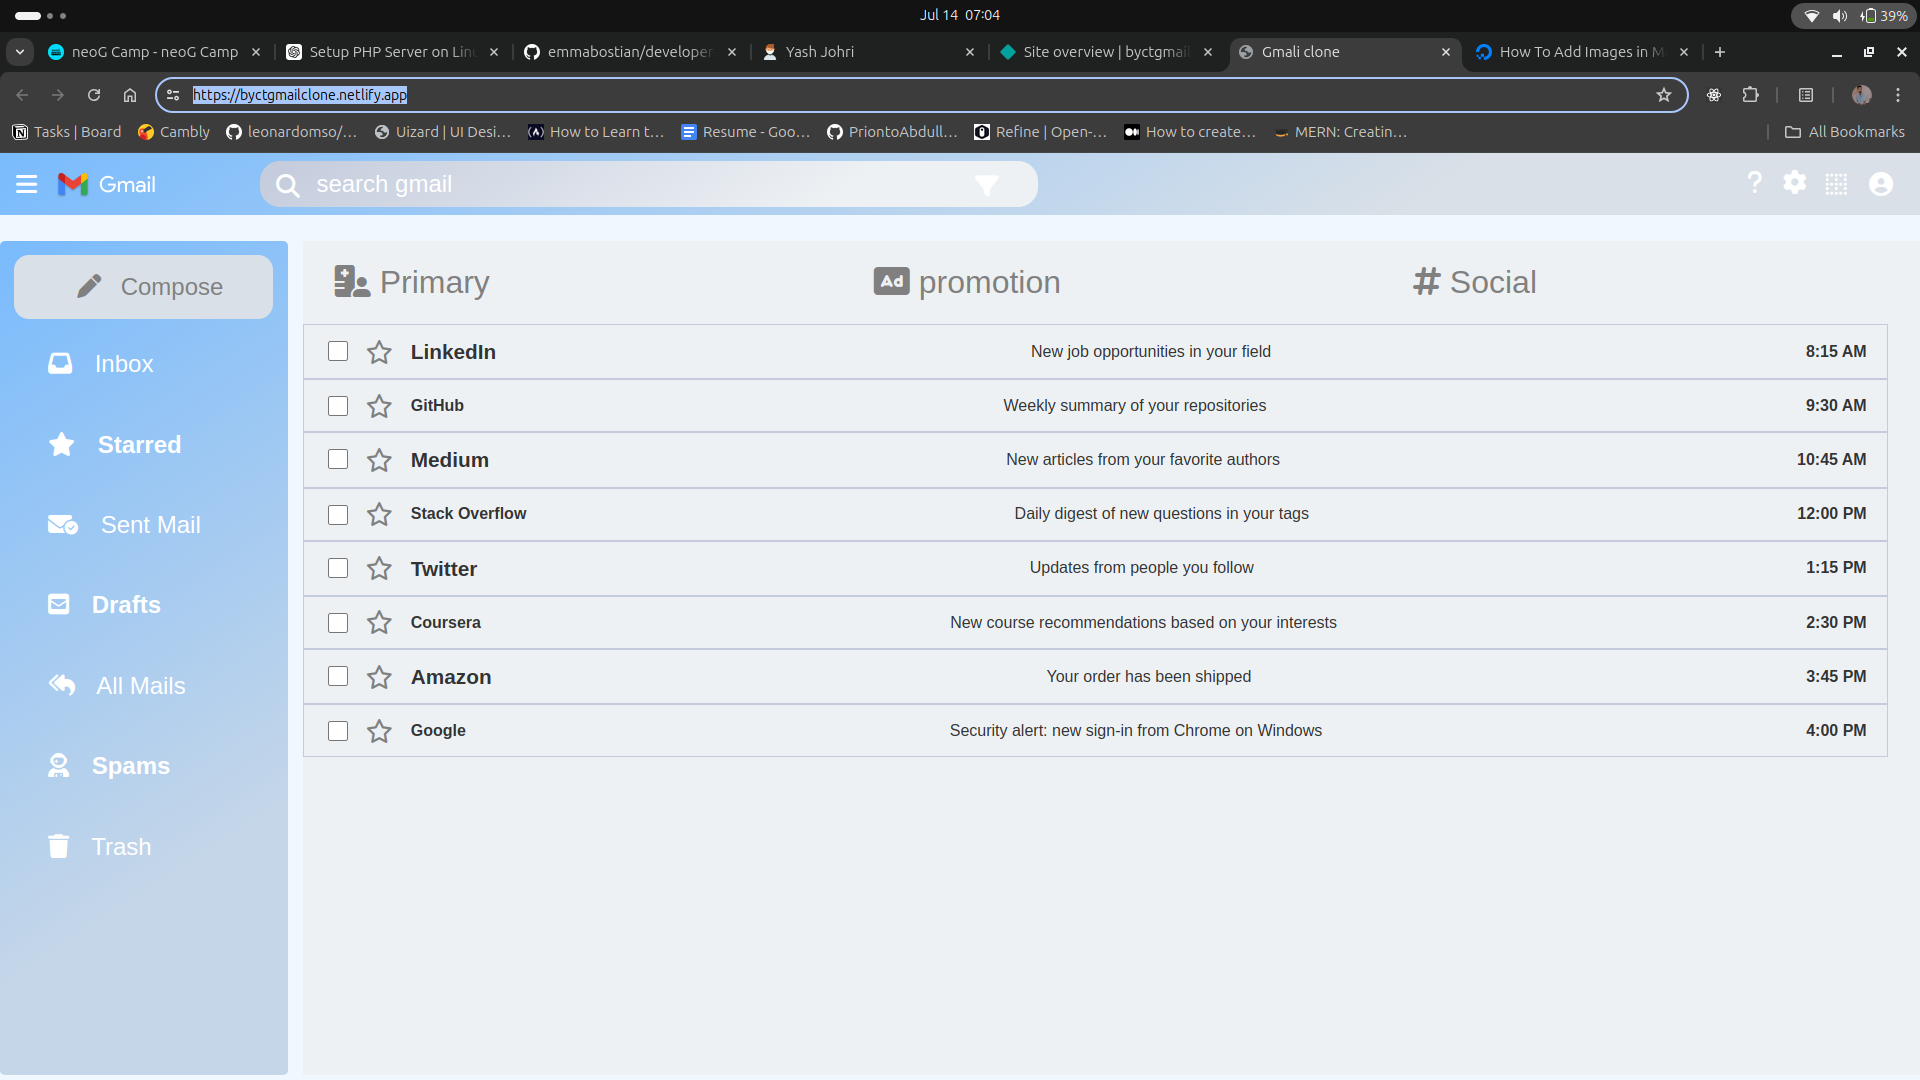 Jul 14 07:04
39%
neoG Camp - neoG Camp
Setup PHP Server on Lin
emmabostian/developer
Yash Johri
Site overview | byctgmail
Gmali clone
How To Add Images in M
https://byctgmailclone.netlify.app
Tasks | Board
Cambly
leonardomso/...
Uizard | UI Desi...
How to Learn t...
Resume - Goo...
PriontoAbdull...
Refine | Open-...
How to create...
MERN: Creatin...
All Bookmarks
Gmail
search gmail
Compose
Inbox
Starred
Sent Mail
Drafts
All Mails
Spams
Trash
Primary
Ad promotion
Social
LinkedIn New job opportunities in your field 8:15 AM
GitHub Weekly summary of your repositories 9:30 AM
Medium New articles from your favorite authors 10:45 AM
Stack Overflow Daily digest of new questions in your tags 12:00 PM
Twitter Updates from people you follow 1:15 PM
Coursera New course recommendations based on your interests 2:30 PM
Amazon Your order has been shipped 3:45 PM
Google Security alert: new sign-in from Chrome on Windows 4:00 PM